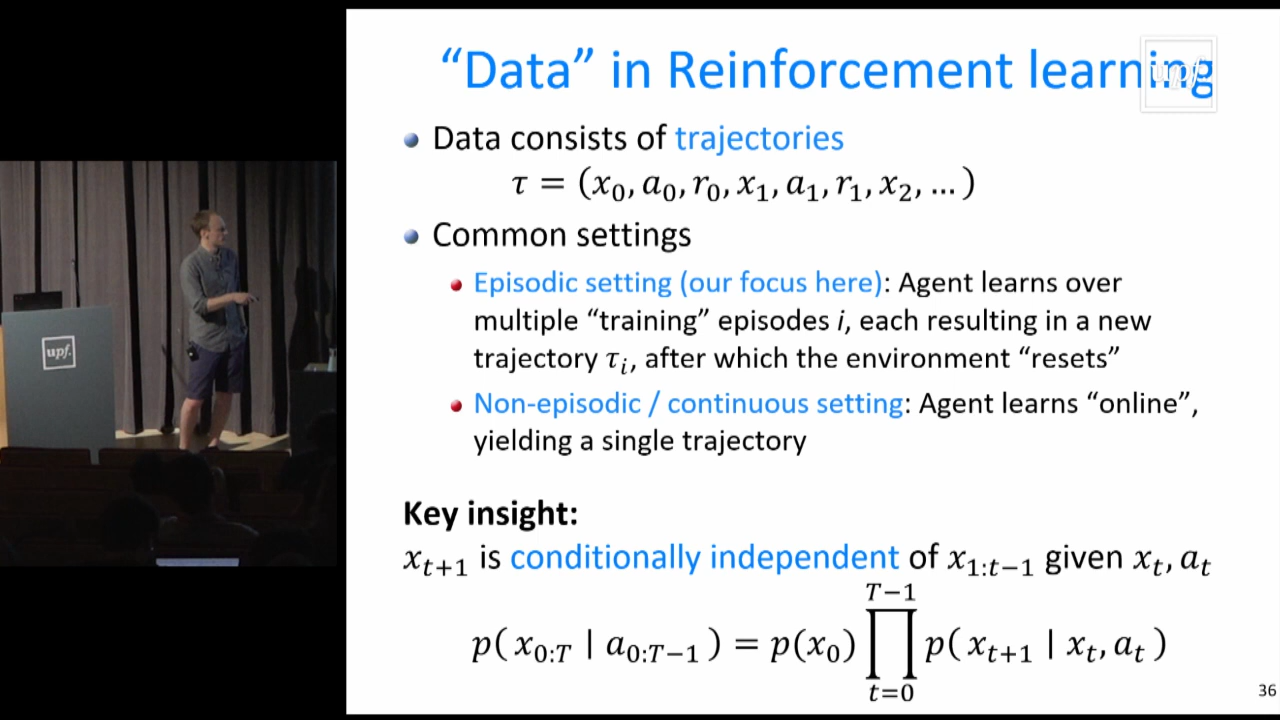 “Data” in Reinforcement learning
upf.
Data consists of trajectories
τ = (x₀, a₀, r₀, x₁, a₁, r₁, x₂, … )
Common settings
Episodic setting (our focus here): Agent learns over
multiple “training” episodes i, each resulting in a new
trajectory τᵢ, after which the environment “resets”
Non-episodic / continuous setting: Agent learns “online”,
yielding a single trajectory
upf.
Key insight:
xₜ₊₁ is conditionally independent of x₁:ₜ₋₁ given xₜ, aₜ
p( x₀:T | a₀:T−1 ) = p(x₀) ∏ₜ₌₀ᵀ⁻¹ p( xₜ₊₁ | xₜ, aₜ )
36